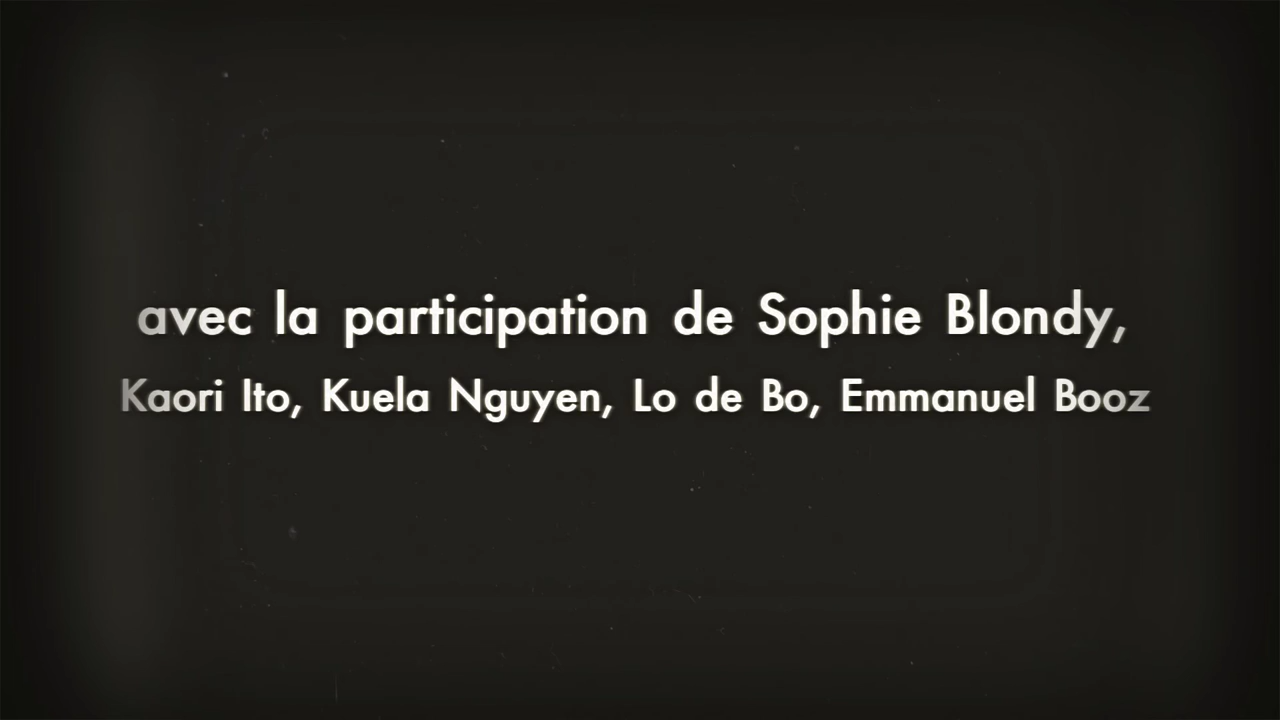 avec la participation de Sophie Blondy,
Kaori Ito, Kuela Nguyen, Lo de Bo, Emmanuel Booz